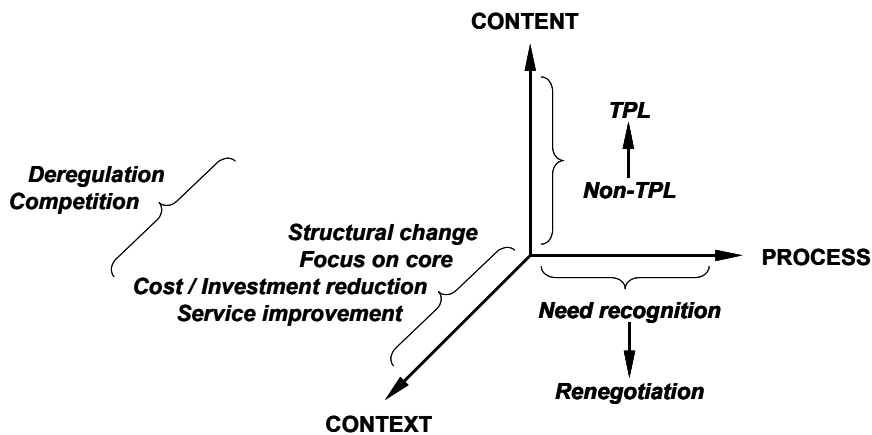 CONTENT
TPL
Non-TPL
Deregulation
Competition
Structural change
Focus on core
Cost / Investment reduction
Service improvement
PROCESS
Need recognition
Renegotiation
CONTEXT